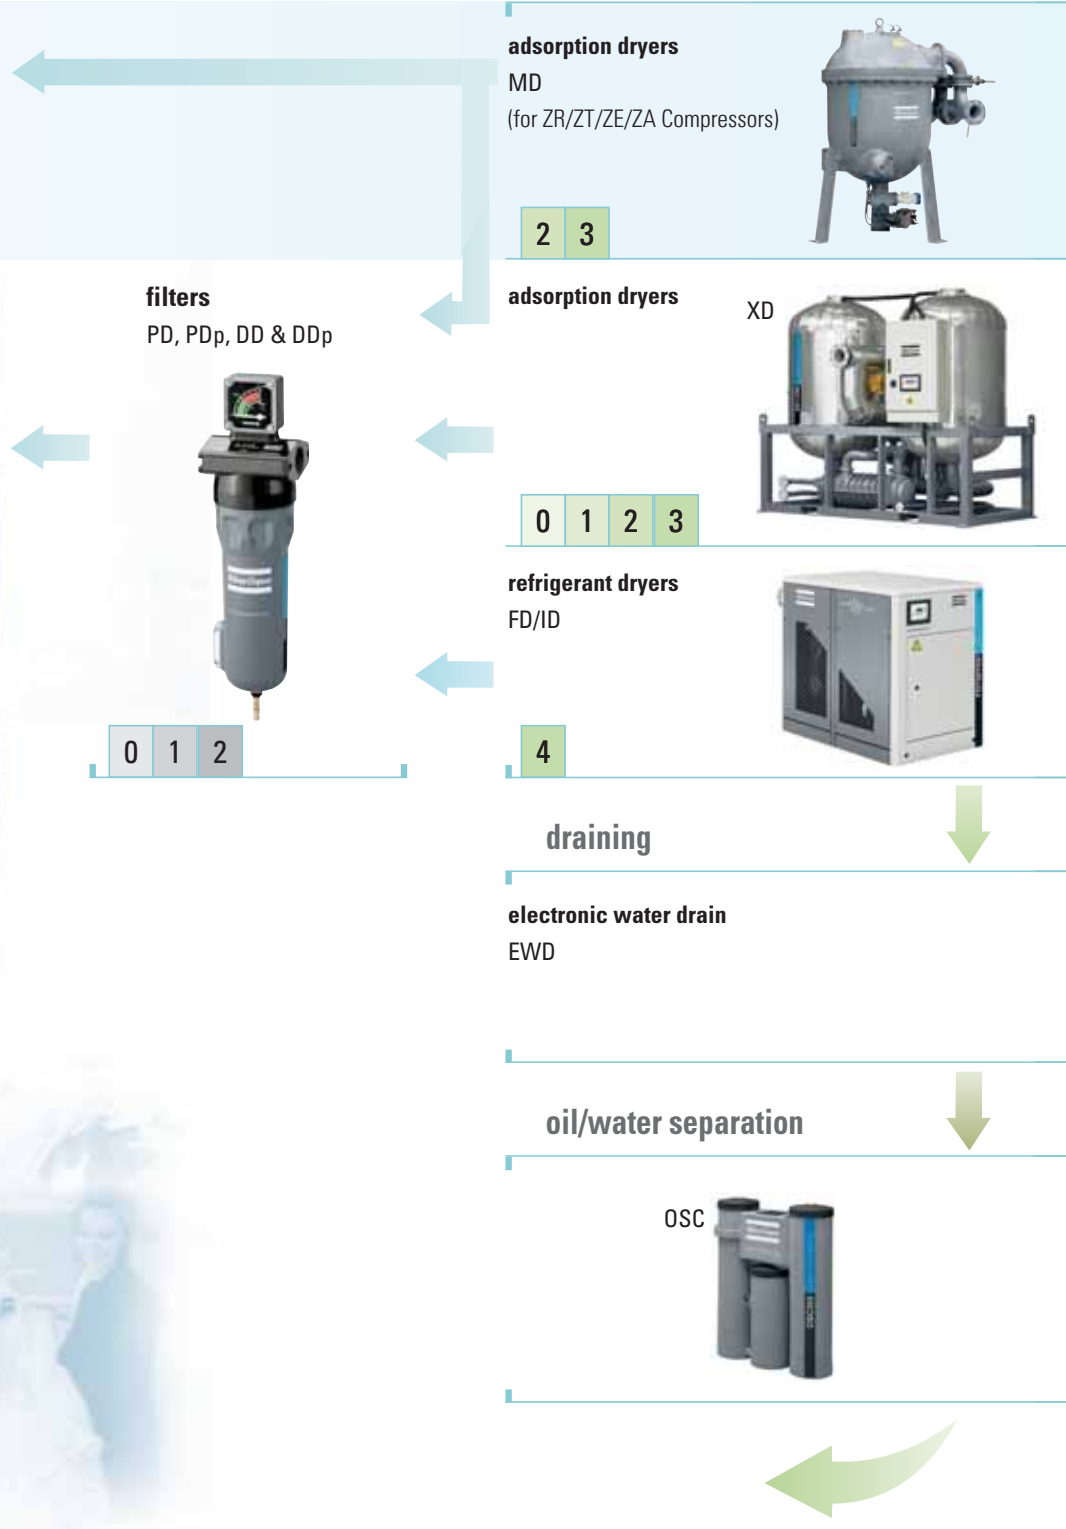 adsorption dryers
MD
(for ZR/ZT/ZE/ZA Compressors)
2 3
filters
PD, PDp, DD & DDp
0 1 2
adsorption dryers
XD
0 1 2 3
refrigerant dryers
FD/ID
4
draining
electronic water drain
EWD
oil/water separation
OSC